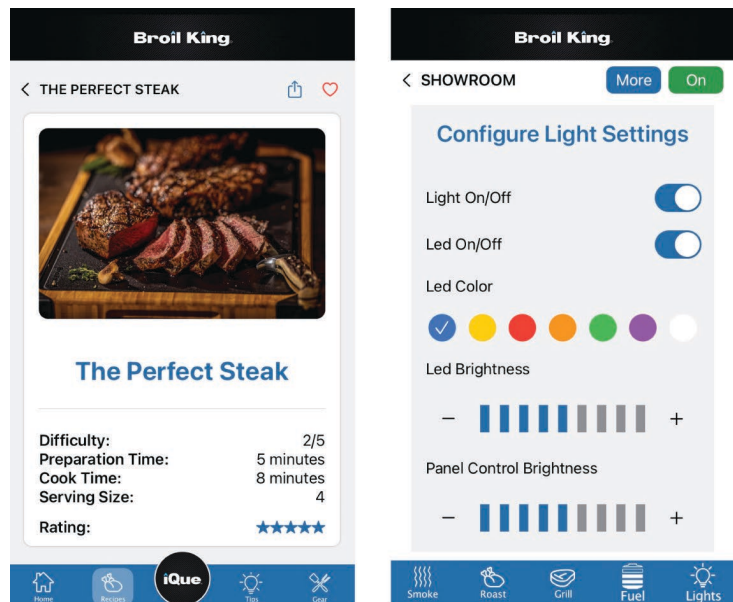 Broil King
THE PERFECT STEAK
The Perfect Steak
Difficulty: 2/5
Preparation Time: 5 minutes
Cook Time: 8 minutes
Serving Size: 4
Rating: ★★★★★
Home
Recipes
iQue
Tips
Gear
Broil King
SHOWROOM
More
On
Configure Light Settings
Light On/Off
Led On/Off
Led Color
Led Brightness
− +
Panel Control Brightness
− +
Smoke
Roast
Grill
Fuel
Lights